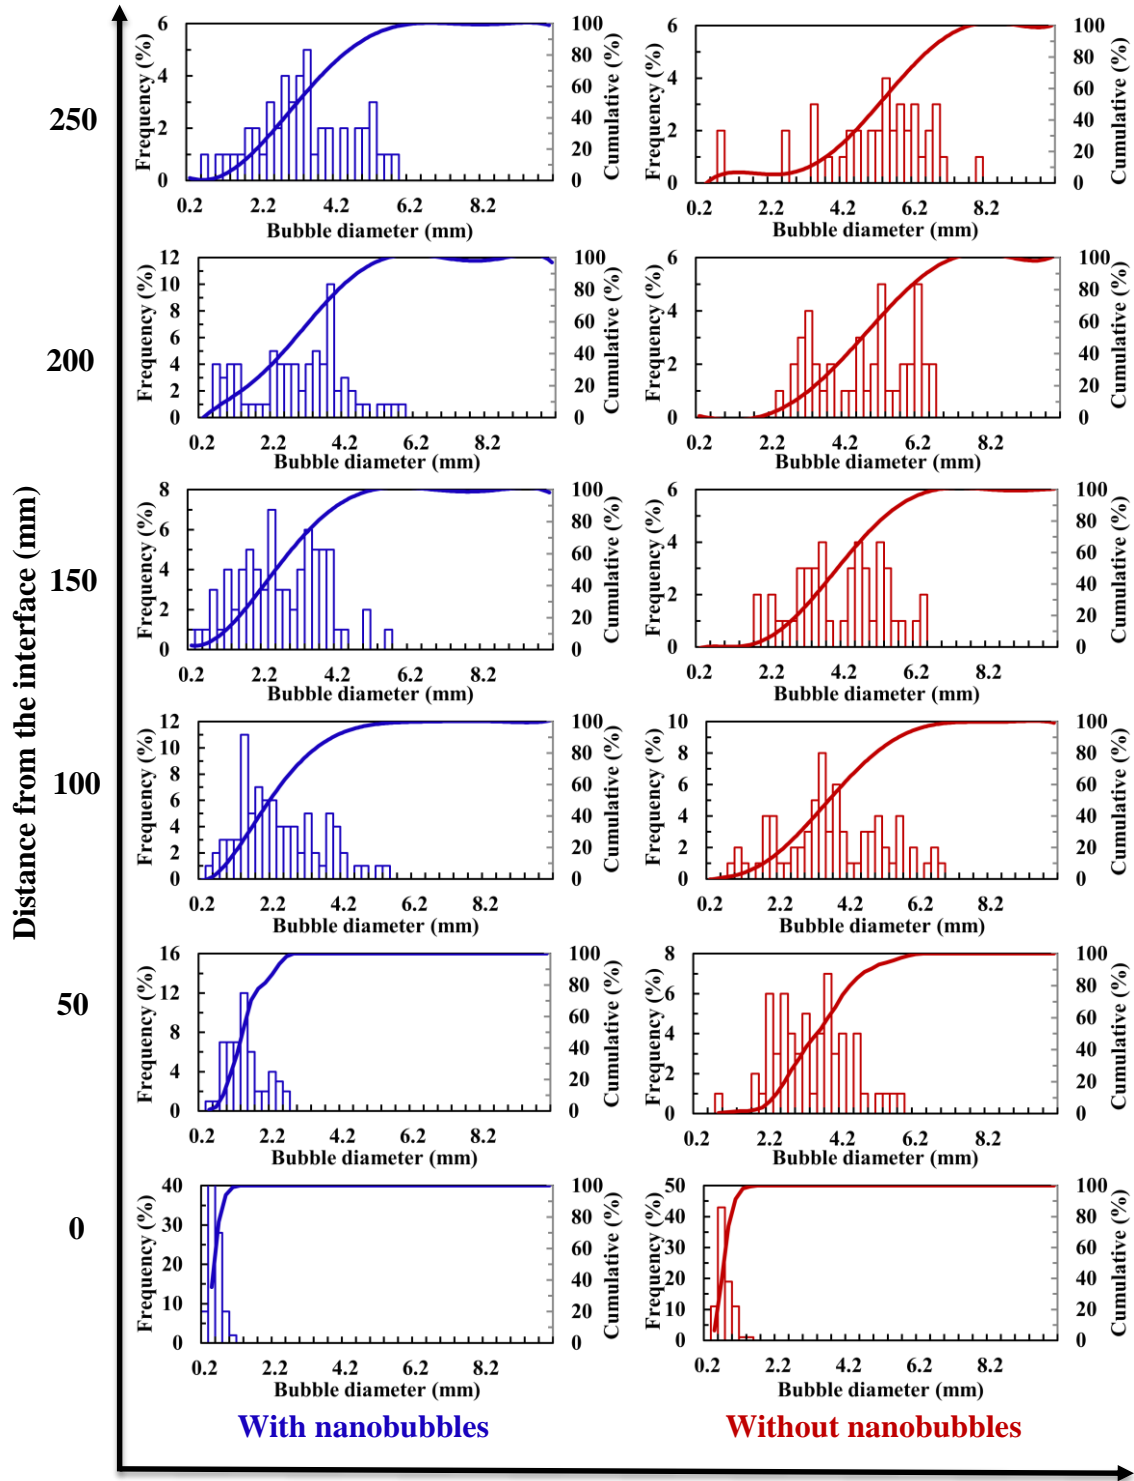 Distance from the interface (mm)
250
Frequency (%)
6
4
2
0
Cumulative (%)
100
80
60
40
20
0
0.2 2.2 4.2 6.2 8.2
Bubble diameter (mm)
Frequency (%)
6
4
2
0
Cumulative (%)
100
80
60
40
20
0
0.2 2.2 4.2 6.2 8.2
Bubble diameter (mm)
200
Frequency (%)
12
10
8
6
4
2
0
Cumulative (%)
100
80
60
40
20
0
0.2 2.2 4.2 6.2 8.2
Bubble diameter (mm)
Frequency (%)
6
4
2
0
Cumulative (%)
100
80
60
40
20
0
0.2 2.2 4.2 6.2 8.2
Bubble diameter (mm)
150
Frequency (%)
8
6
4
2
0
Cumulative (%)
100
80
60
40
20
0
0.2 2.2 4.2 6.2 8.2
Bubble diameter (mm)
Frequency (%)
6
4
2
0
Cumulative (%)
100
80
60
40
20
0
0.2 2.2 4.2 6.2 8.2
Bubble diameter (mm)
100
Frequency (%)
12
10
8
6
4
2
0
Cumulative (%)
100
80
60
40
20
0
0.2 2.2 4.2 6.2 8.2
Bubble diameter (mm)
Frequency (%)
10
8
6
4
2
0
Cumulative (%)
100
80
60
40
20
0
0.2 2.2 4.2 6.2 8.2
Bubble diameter (mm)
50
Frequency (%)
16
12
8
4
0
Cumulative (%)
100
80
60
40
20
0
0.2 2.2 4.2 6.2 8.2
Bubble diameter (mm)
Frequency (%)
8
6
4
2
0
Cumulative (%)
100
80
60
40
20
0
0.2 2.2 4.2 6.2 8.2
Bubble diameter (mm)
0
Frequency (%)
40
30
20
10
0
Cumulative (%)
100
80
60
40
20
0
0.2 2.2 4.2 6.2 8.2
Bubble diameter (mm)
Frequency (%)
50
40
30
20
10
0
Cumulative (%)
100
80
60
40
20
0
0.2 2.2 4.2 6.2 8.2
Bubble diameter (mm)
With nanobubbles
Without nanobubbles